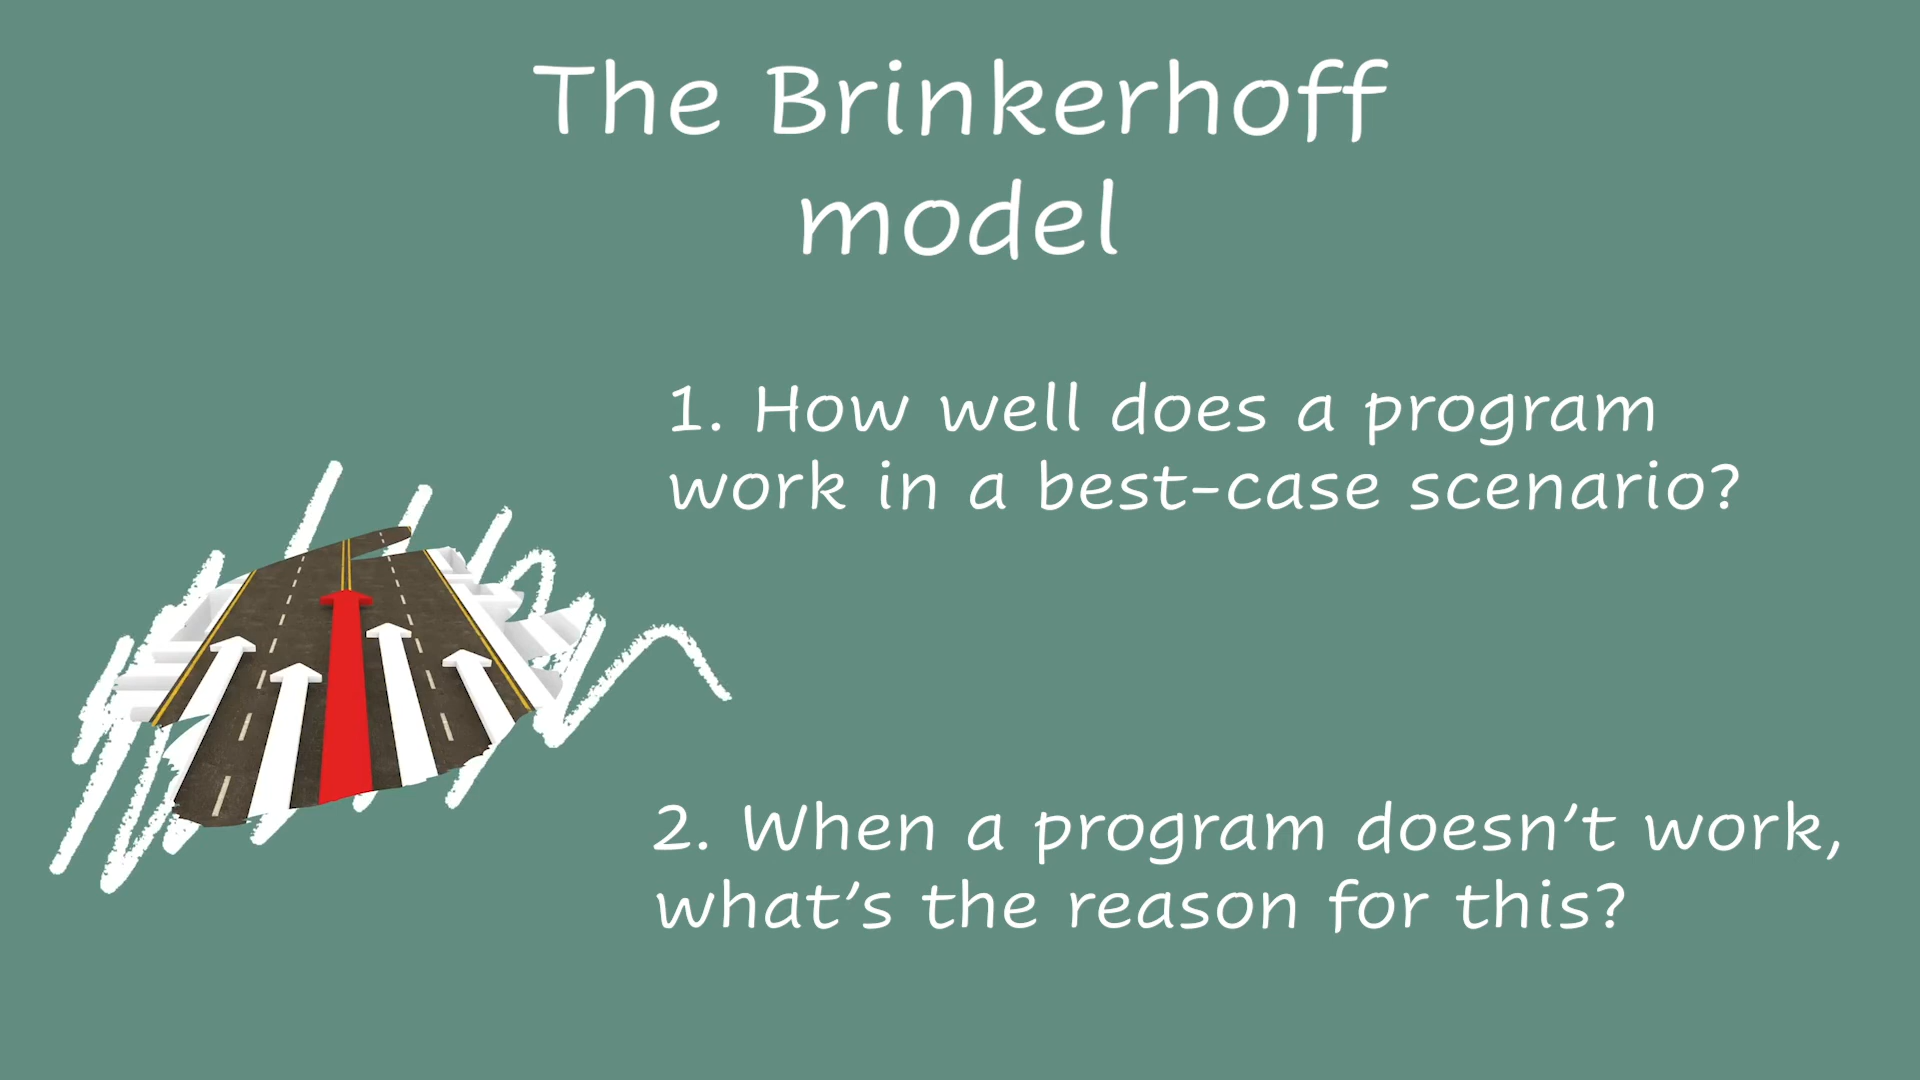 The Brinkerhoff
model
1. How well does a program
work in a best-case scenario?
2. When a program doesn’t work,
what’s the reason for this?